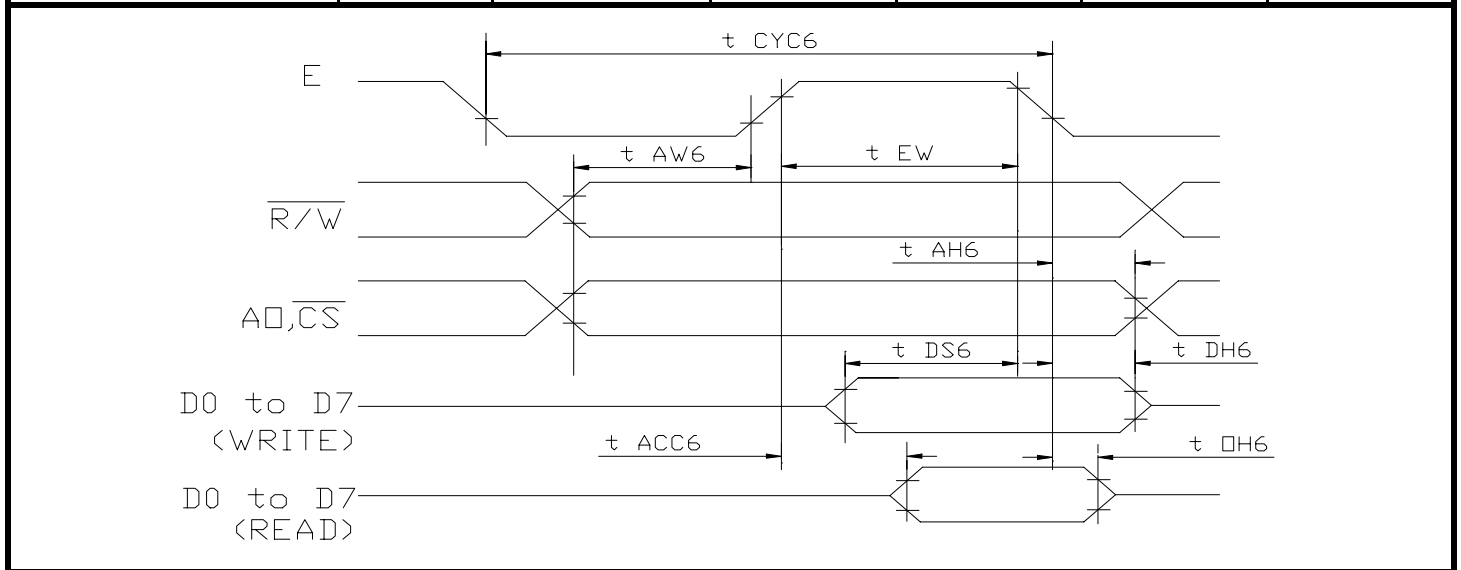 t CYC6
E
t AW6
t EW
R/W
t AH6
A0,CS
t DS6
t DH6
D0 to D7
(WRITE)
t ACC6
t OH6
D0 to D7
(READ)